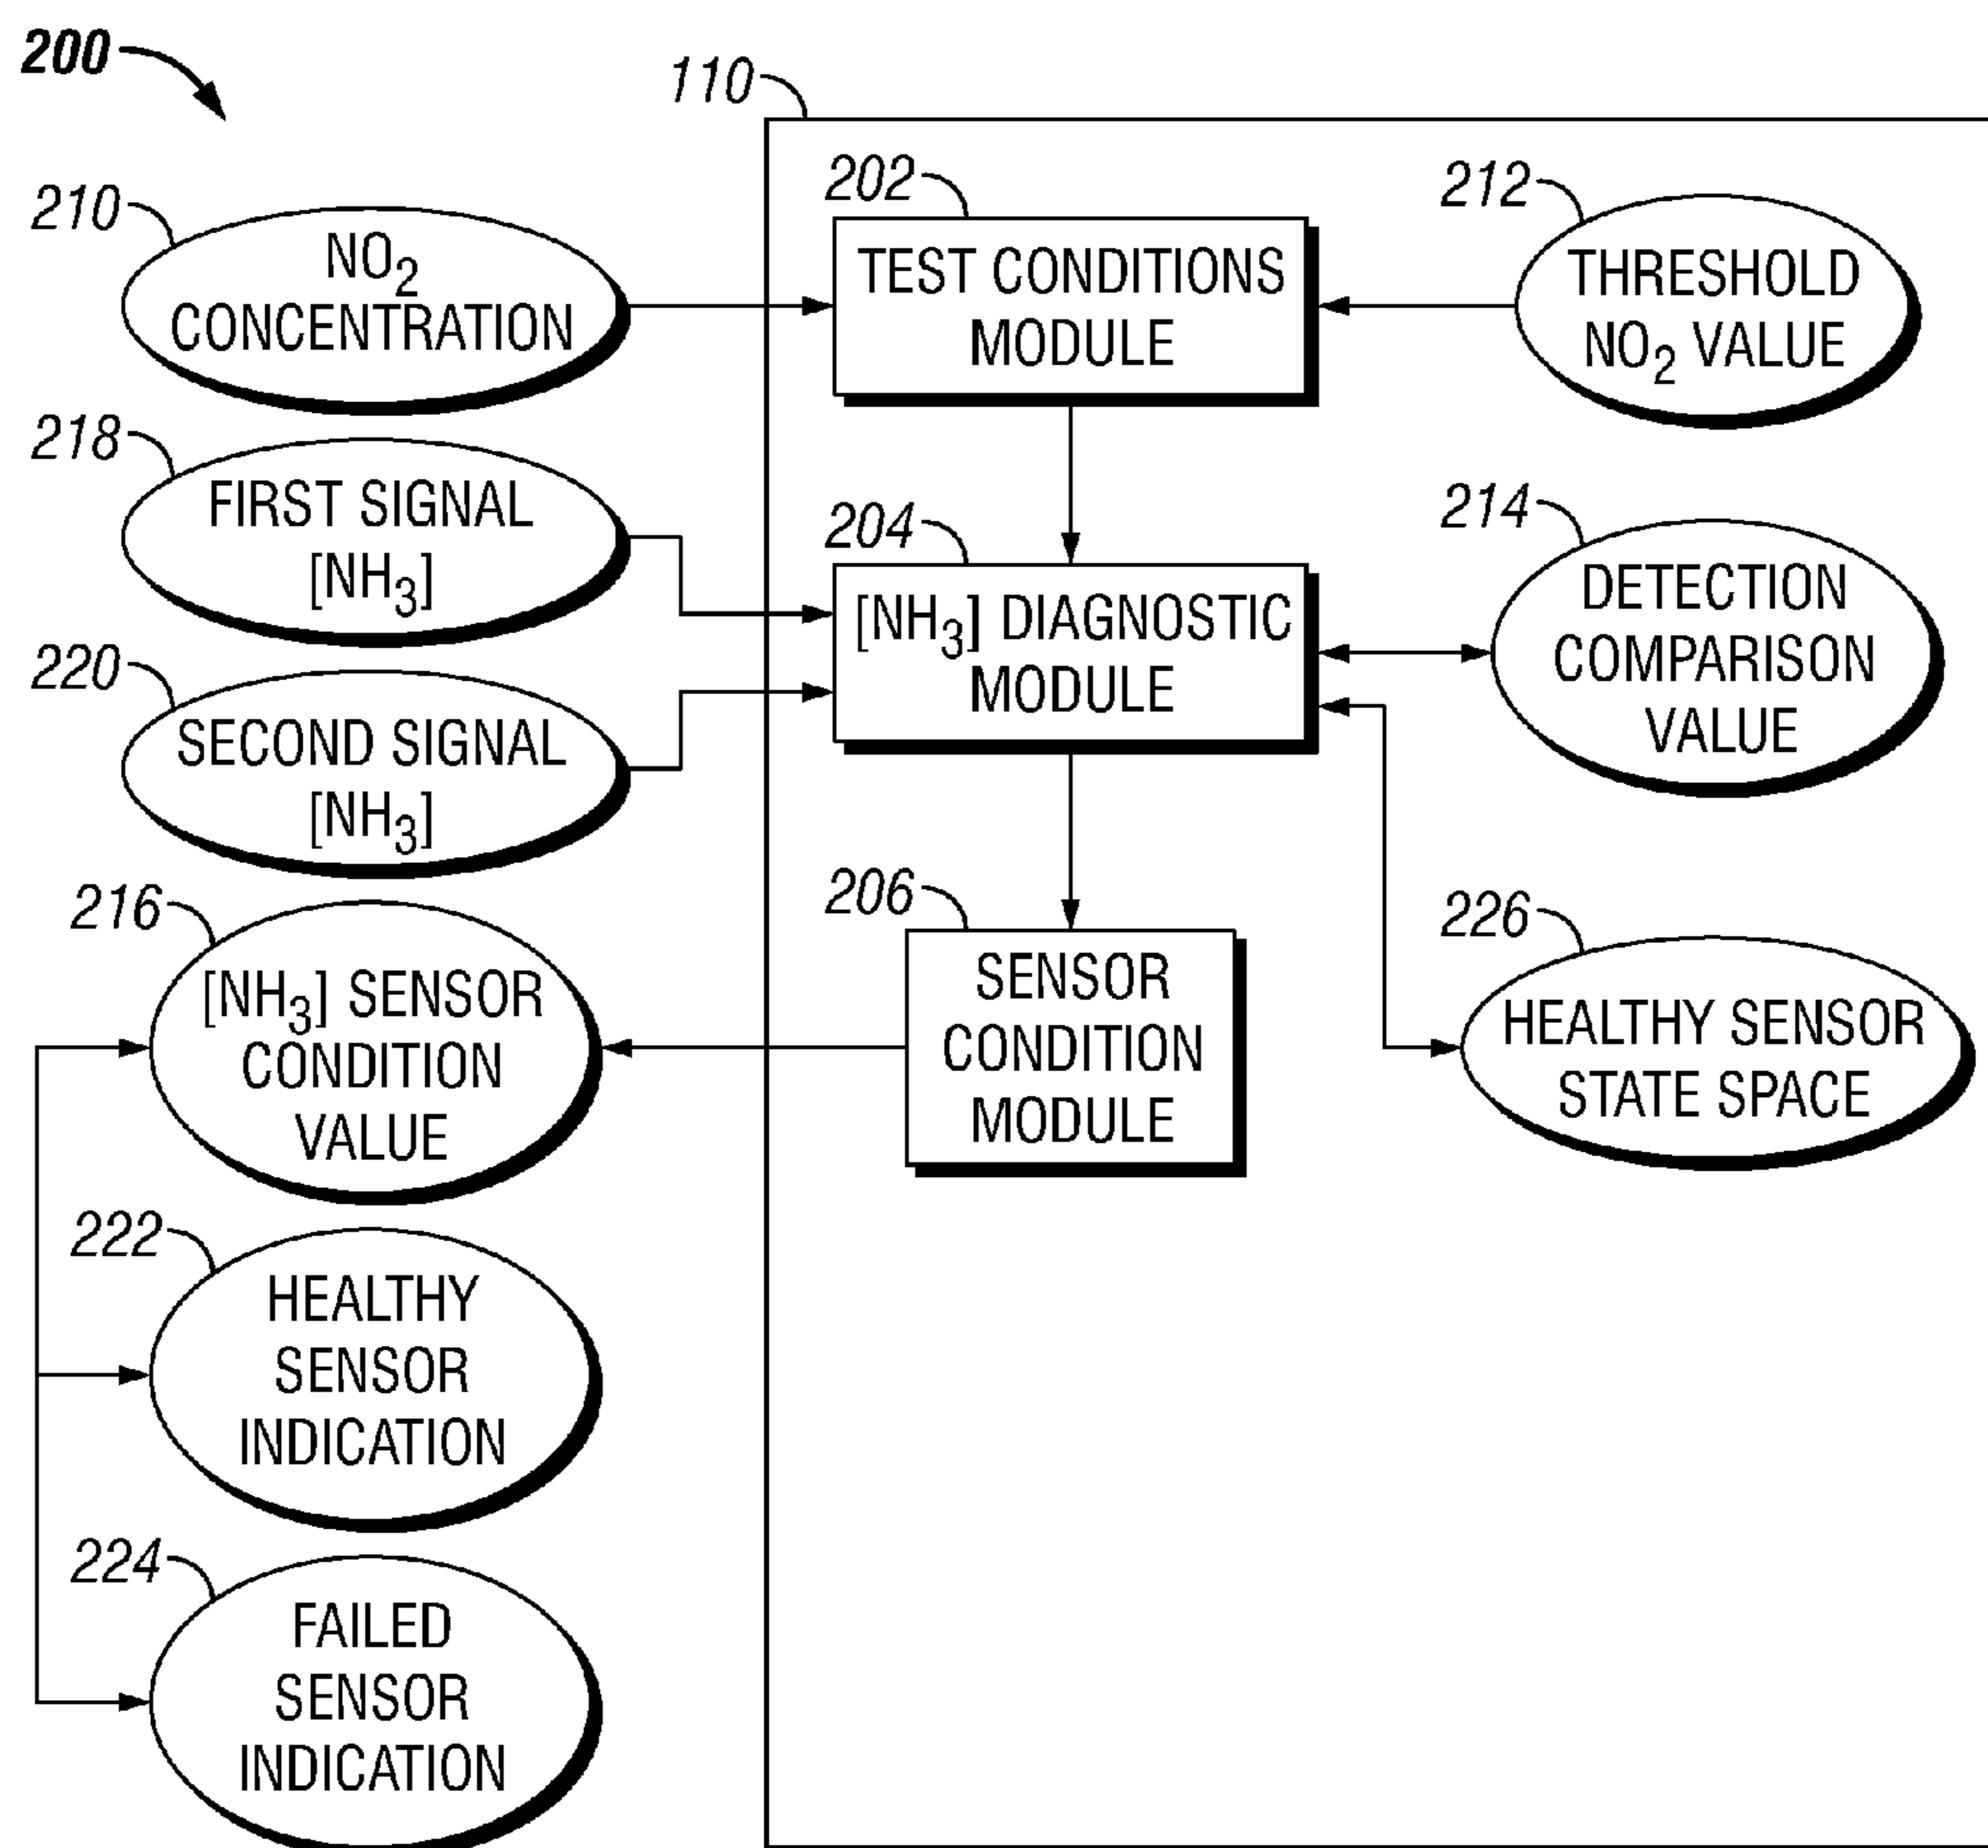 200
110
210
NO2
CONCENTRATION
202
TEST CONDITIONS
MODULE
212
THRESHOLD
NO2 VALUE
218
FIRST SIGNAL
[NH3]
204
[NH3] DIAGNOSTIC
MODULE
214
DETECTION
COMPARISON
VALUE
220
SECOND SIGNAL
[NH3]
216
[NH3] SENSOR
CONDITION
VALUE
206
SENSOR
CONDITION
MODULE
226
HEALTHY SENSOR
STATE SPACE
222
HEALTHY
SENSOR
INDICATION
224
FAILED
SENSOR
INDICATION